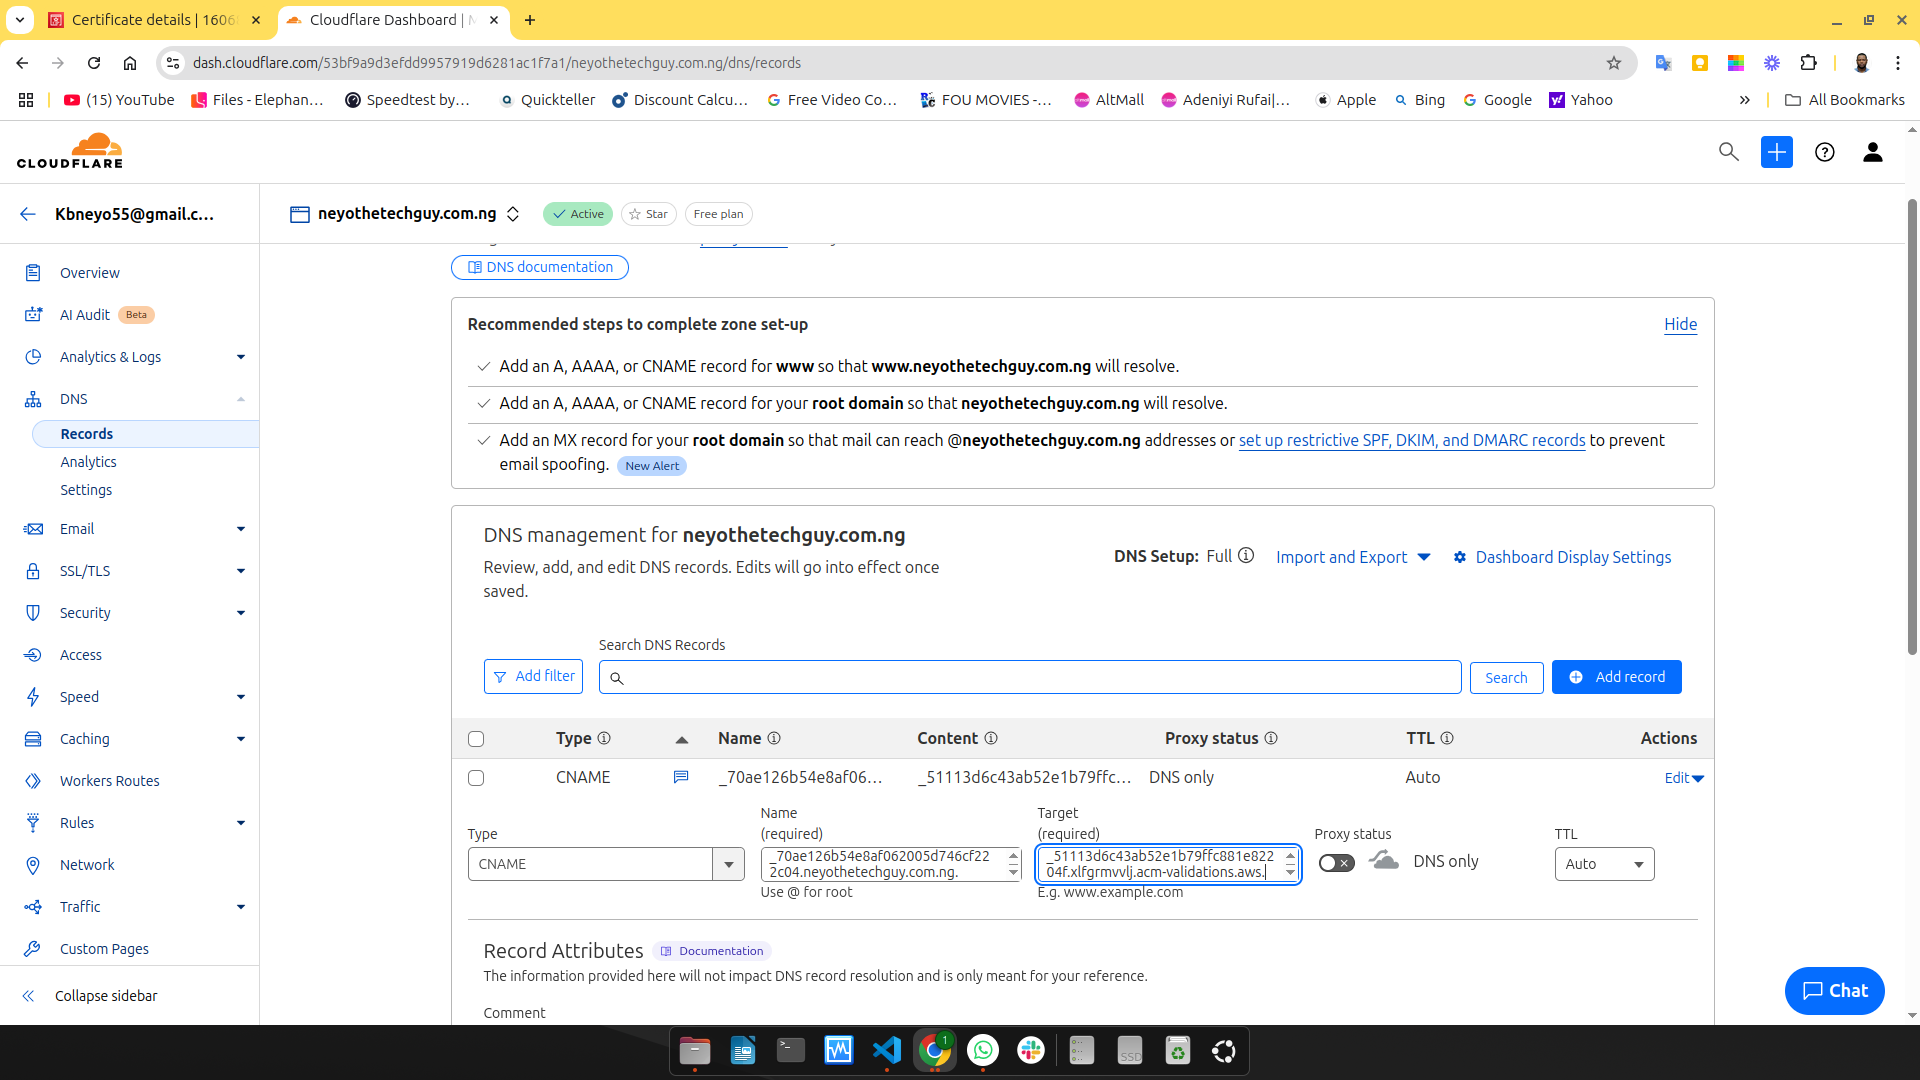 Certificate details | 1606
Cloudflare Dashboard | M
dash.cloudflare.com/53bf9a9d3efdd9957919d6281ac1f7a1/neyothetechguy.com.ng/dns/records
(15) YouTube
Files - Elephan...
Speedtest by...
Quickteller
Discount Calcu...
Free Video Co...
FOU MOVIES -...
AltMall
Adeniyi Rufai|...
Apple
Bing
Google
Yahoo
All Bookmarks
CLOUDFLARE
Kbneyo55@gmail.c...
neyothetechguy.com.ng
Active
Star
Free plan
Overview
AI Audit Beta
Analytics & Logs
DNS
Records
Analytics
Settings
Email
SSL/TLS
Security
Access
Speed
Caching
Workers Routes
Rules
Network
Traffic
Custom Pages
Collapse sidebar
DNS documentation
Recommended steps to complete zone set-up
Hide
Add an A, AAAA, or CNAME record for www so that www.neyothetechguy.com.ng will resolve.
Add an A, AAAA, or CNAME record for your root domain so that neyothetechguy.com.ng will resolve.
Add an MX record for your root domain so that mail can reach @neyothetechguy.com.ng addresses or set up restrictive SPF, DKIM, and DMARC records to prevent
email spoofing. New Alert
DNS management for neyothetechguy.com.ng
Review, add, and edit DNS records. Edits will go into effect once
saved.
DNS Setup: Full
Import and Export
Dashboard Display Settings
Search DNS Records
Add filter
Search
Add record
Type Name Content Proxy status TTL Actions
CNAME _70ae126b54e8af06... _51113d6c43ab52e1b79ffc... DNS only Auto Edit
Type
CNAME
Name
(required)
_70ae126b54e8af062005d746cf22
2c04.neyothetechguy.com.ng.
Use @ for root
Target
(required)
_51113d6c43ab52e1b79ffc881e822
04f.xlfgrmvvlj.acm-validations.aws.
E.g. www.example.com
Proxy status
DNS only
TTL
Auto
Record Attributes Documentation
The information provided here will not impact DNS record resolution and is only meant for your reference.
Comment
Chat
1
SSD